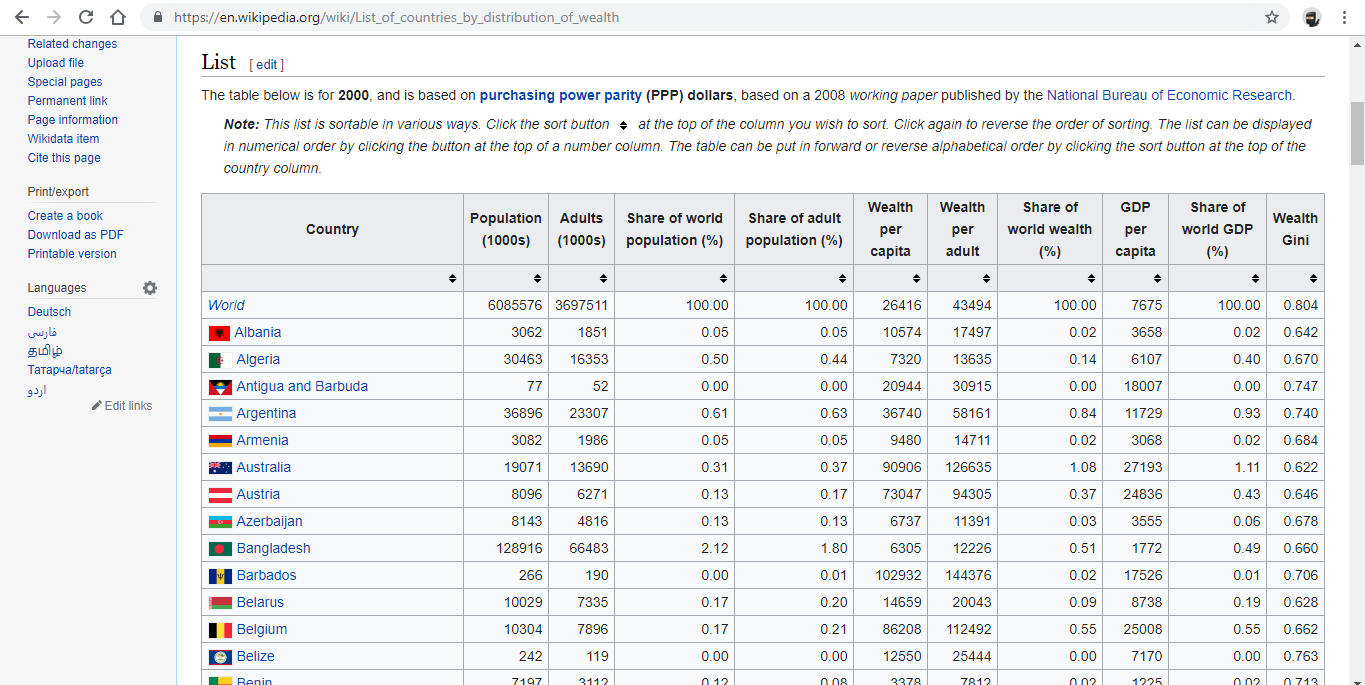 https://en.wikipedia.org/wiki/List_of_countries_by_distribution_of_wealth
Related changes
Upload file
Special pages
Permanent link
Page information
Wikidata item
Cite this page
Print/export
Create a book
Download as PDF
Printable version
Languages
Deutsch
فارسی
தமிழ்
Татарча/tatarça
اردو
Edit links
List [ edit ]
The table below is for 2000, and is based on purchasing power parity (PPP) dollars, based on a 2008 working paper published by the National Bureau of Economic Research.
Note: This list is sortable in various ways. Click the sort button at the top of the column you wish to sort. Click again to reverse the order of sorting. The list can be displayed
in numerical order by clicking the button at the top of a number column. The table can be put in forward or reverse alphabetical order by clicking the sort button at the top of the
country column.
Country Population (1000s) Adults (1000s) Share of world population (%) Share of adult population (%) Wealth per capita Wealth per adult Share of world wealth (%) GDP per capita Share of world GDP (%) Wealth Gini
World 6085576 3697511 100.00 100.00 26416 43494 100.00 7675 100.00 0.804
Albania 3062 1851 0.05 0.05 10574 17497 0.02 3658 0.02 0.642
Algeria 30463 16353 0.50 0.44 7320 13635 0.14 6107 0.40 0.670
Antigua and Barbuda 77 52 0.00 0.00 20944 30915 0.00 18007 0.00 0.747
Argentina 36896 23307 0.61 0.63 36740 58161 0.84 11729 0.93 0.740
Armenia 3082 1986 0.05 0.05 9480 14711 0.02 3068 0.02 0.684
Australia 19071 13690 0.31 0.37 90906 126635 1.08 27193 1.11 0.622
Austria 8096 6271 0.13 0.17 73047 94305 0.37 24836 0.43 0.646
Azerbaijan 8143 4816 0.13 0.13 6737 11391 0.03 3555 0.06 0.678
Bangladesh 128916 66483 2.12 1.80 6305 12226 0.51 1772 0.49 0.660
Barbados 266 190 0.00 0.01 102932 144376 0.02 17526 0.01 0.706
Belarus 10029 7335 0.17 0.20 14659 20043 0.09 8738 0.19 0.628
Belgium 10304 7896 0.17 0.21 86208 112492 0.55 25008 0.55 0.662
Belize 242 119 0.00 0.00 12550 25444 0.00 7170 0.00 0.763
Benin 7197 3112 0.12 0.08 3378 7812 0.02 1225 0.02 0.713